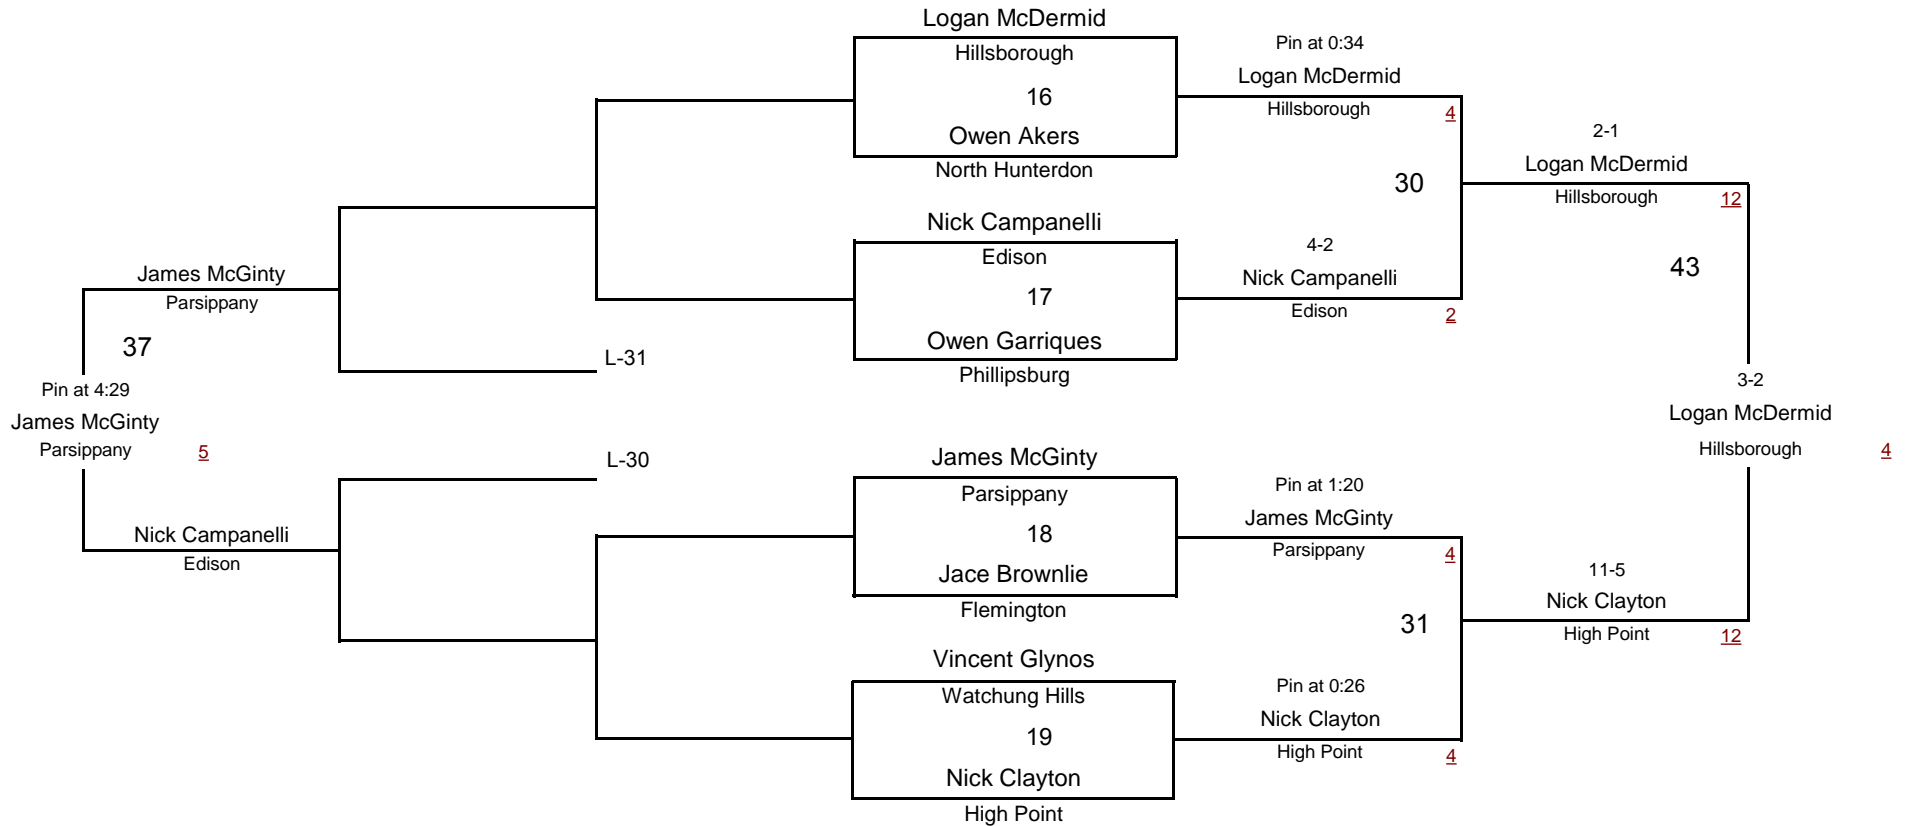 Logan McDermid
Hillsborough
16
Owen Akers
North Hunterdon
Pin at 0:34
Logan McDermid
Hillsborough
4
30
2-1
Logan McDermid
Hillsborough
12
Nick Campanelli
Edison
17
Owen Garriques
Phillipsburg
4-2
Nick Campanelli
Edison
2
43
James McGinty
Parsippany
37
L-31
Pin at 4:29
James McGinty
Parsippany
5
3-2
Logan McDermid
Hillsborough
4
L-30
James McGinty
Parsippany
18
Jace Brownlie
Flemington
Pin at 1:20
James McGinty
Parsippany
4
Nick Campanelli
Edison
31
11-5
Nick Clayton
High Point
12
Vincent Glynos
Watchung Hills
19
Nick Clayton
High Point
Pin at 0:26
Nick Clayton
High Point
4